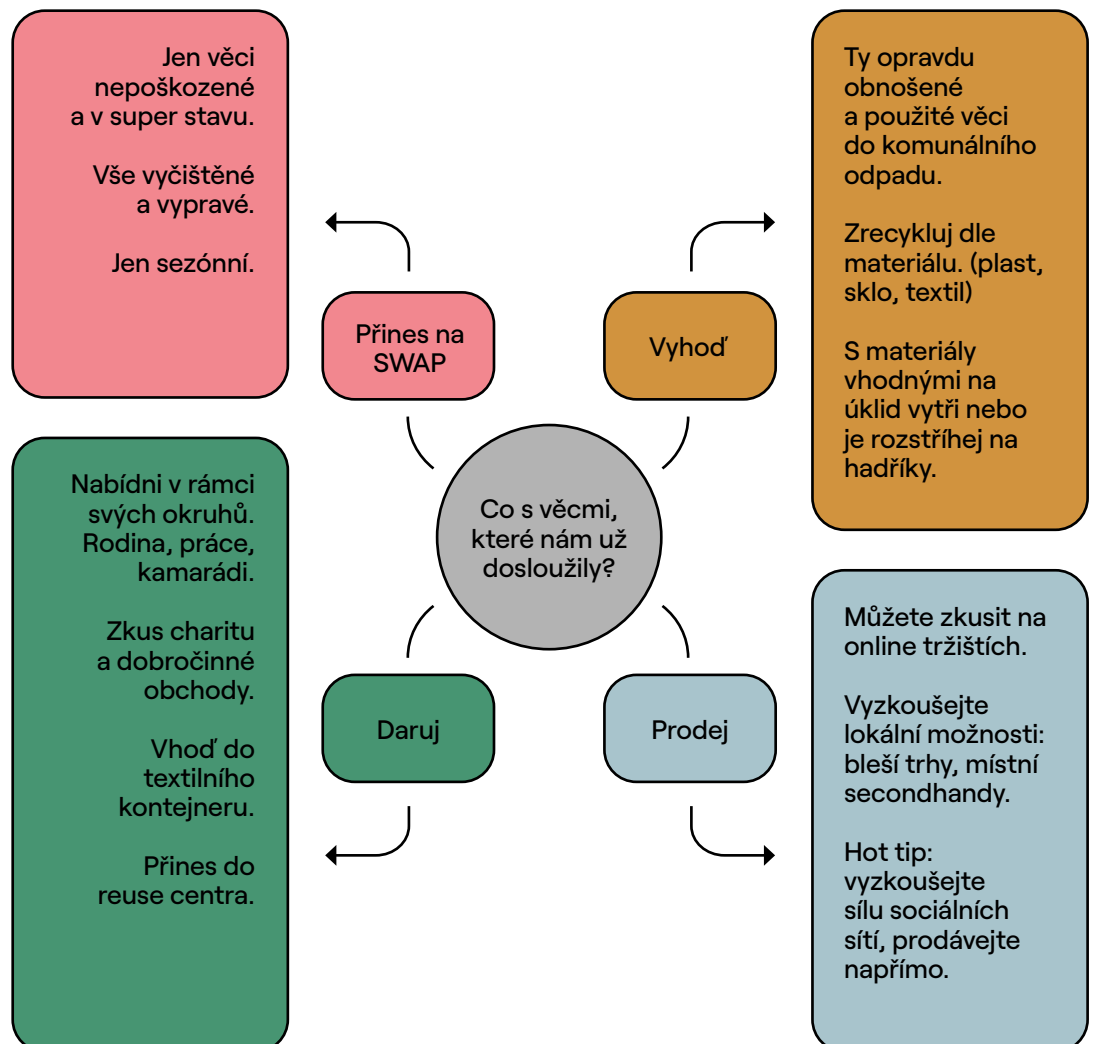 Jen věci
nepoškozené
a v super stavu.
Vše vyčištěné
a vypravé.
Jen sezónní.
Přines na
SWAP
Ty opravdu
obnošené
a použité věci
do komunálního
odpadu.
Zrecykluj dle
materiálu. (plast,
sklo, textil)
S materiály
vhodnými na
úklid vytři nebo
je rozstříhej na
hadříky.
Vyhoď
Co s věcmi,
které nám už
dosloužily?
Nabídni v rámci
svých okruhů.
Rodina, práce,
kamarádi.
Zkus charitu
a dobročinné
obchody.
Vhoď do
textilního
kontejneru.
Přines do
reuse centra.
Daruj
Prodej
Můžete zkusit na
online tržištích.
Vyzkoušejte
lokální možnosti:
bleší trhy, místní
secondhandy.
Hot tip:
vyzkoušejte
sílu sociálních
sítí, prodávejte
napřímo.